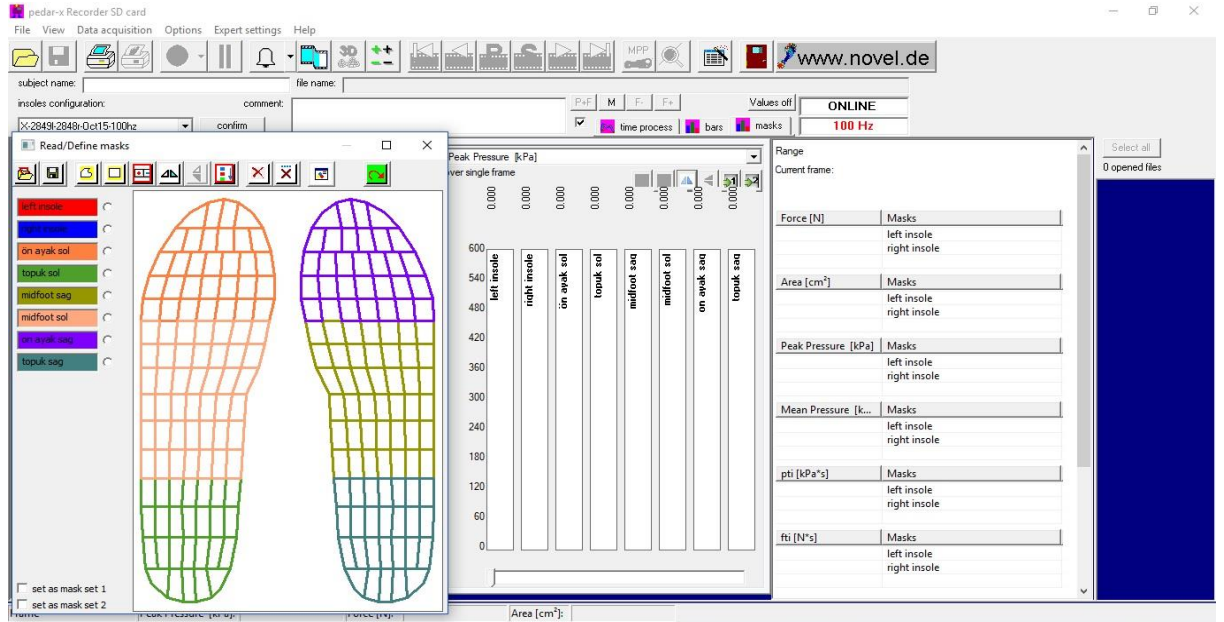 pedar-x Recorder SD card
File View Data acquisition Options Expert settings Help
3D
MPP
www.novel.de
subject name:
file name:
insoles configuration:
comment:
P+F M F- F+
Values off
ONLINE
X-2849l-2848r-Oct15-100hz
confirm
time process
bars
masks
100 Hz
Read/Define masks
left insole
right insole
ön ayak sol
topuk sol
midfoot sag
midfoot sol
on ayak sag
topuk sag
set as mask set 1
set as mask set 2
Peak Pressure [kPa]
over single frame
0.000 0.000 0.000 0.000 0.000 0.000 0.000 0.000
600
540
480
420
360
300
240
180
120
60
0
left insole
right insole
ön ayak sol
topuk sol
midfoot sag
midfoot sol
on ayak sag
topuk sag
Range
Current frame:
Force [N] Masks
left insole
right insole
Area [cm²] Masks
left insole
right insole
Peak Pressure [kPa] Masks
left insole
right insole
Mean Pressure [k... Masks
left insole
right insole
pti [kPa*s] Masks
left insole
right insole
fti [N*s] Masks
left insole
right insole
Select all
0 opened files
Frame
Peak Pressure [kPa]:
Force [N]:
Area [cm²]: